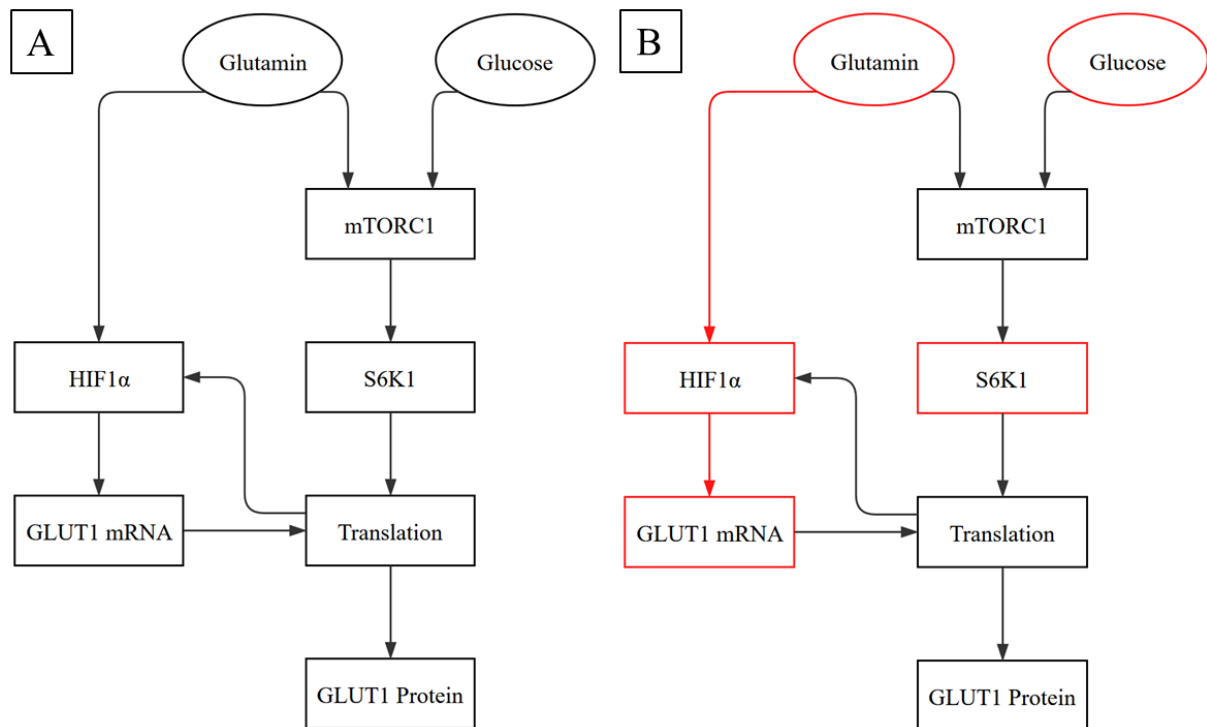 A
Glutamin
Glucose
mTORC1
HIF1α
S6K1
GLUT1 mRNA
Translation
GLUT1 Protein
B
Glutamin
Glucose
mTORC1
HIF1α
S6K1
GLUT1 mRNA
Translation
GLUT1 Protein